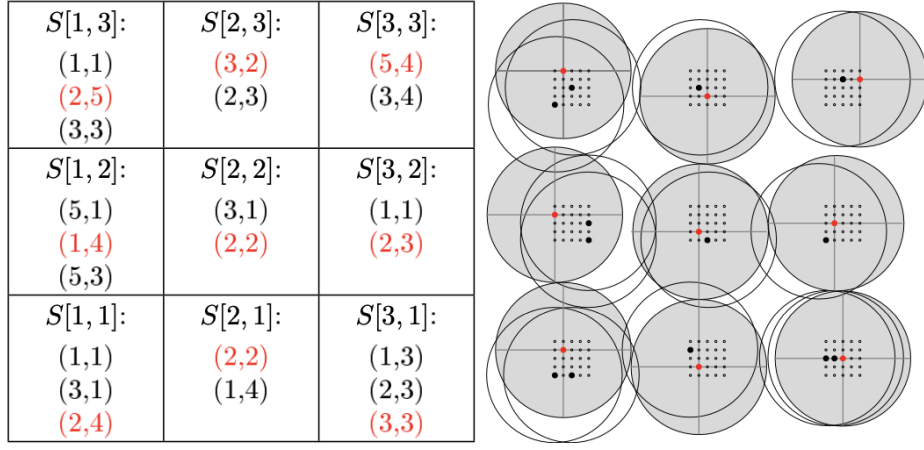 S[1,3]: S[2,3]: S[3,3]:
(1,1) (3,2) (5,4)
(2,5) (2,3) (3,4)
(3,3)
S[1,2]: S[2,2]: S[3,2]:
(5,1) (3,1) (1,1)
(1,4) (2,2) (2,3)
(5,3)
S[1,1]: S[2,1]: S[3,1]:
(1,1) (2,2) (1,3)
(3,1) (1,4) (2,3)
(2,4) (3,3)